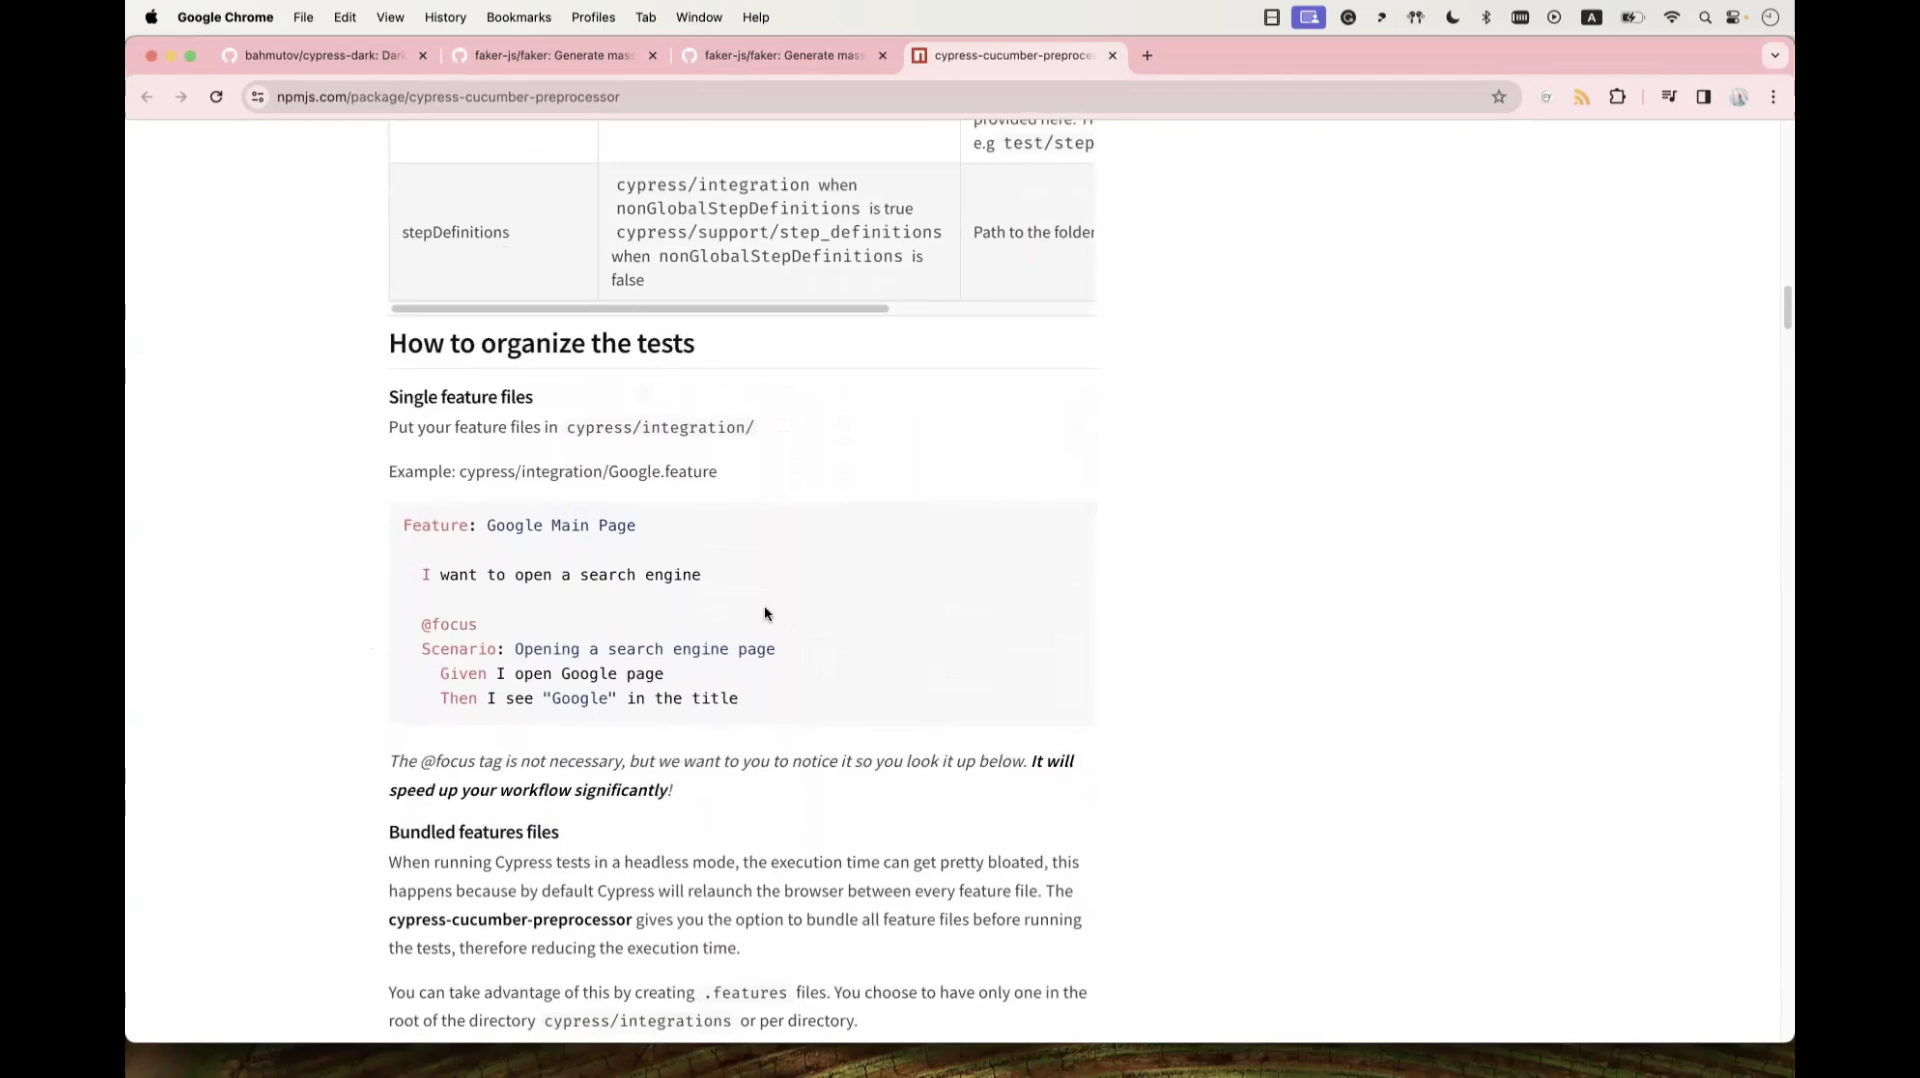 Google Chrome File Edit View History Bookmarks Profiles Tab Window Help
bahmutov/cypress-dark: Dar
faker-js/faker: Generate mas
faker-js/faker: Generate mas
cypress-cucumber-preproce
npmjs.com/package/cypress-cucumber-preprocessor
e.g test/step
stepDefinitions
cypress/integration when
nonGlobalStepDefinitions is true
cypress/support/step_definitions
when nonGlobalStepDefinitions is
false
Path to the folder
How to organize the tests
Single feature files
Put your feature files in cypress/integration/
Example: cypress/integration/Google.feature
Feature: Google Main Page
I want to open a search engine
@focus
Scenario: Opening a search engine page
Given I open Google page
Then I see "Google" in the title
The @focus tag is not necessary, but we want to you to notice it so you look it up below. It will
speed up your workflow significantly!
Bundled features files
When running Cypress tests in a headless mode, the execution time can get pretty bloated, this
happens because by default Cypress will relaunch the browser between every feature file. The
cypress-cucumber-preprocessor gives you the option to bundle all feature files before running
the tests, therefore reducing the execution time.
You can take advantage of this by creating .features files. You choose to have only one in the
root of the directory cypress/integrations or per directory.